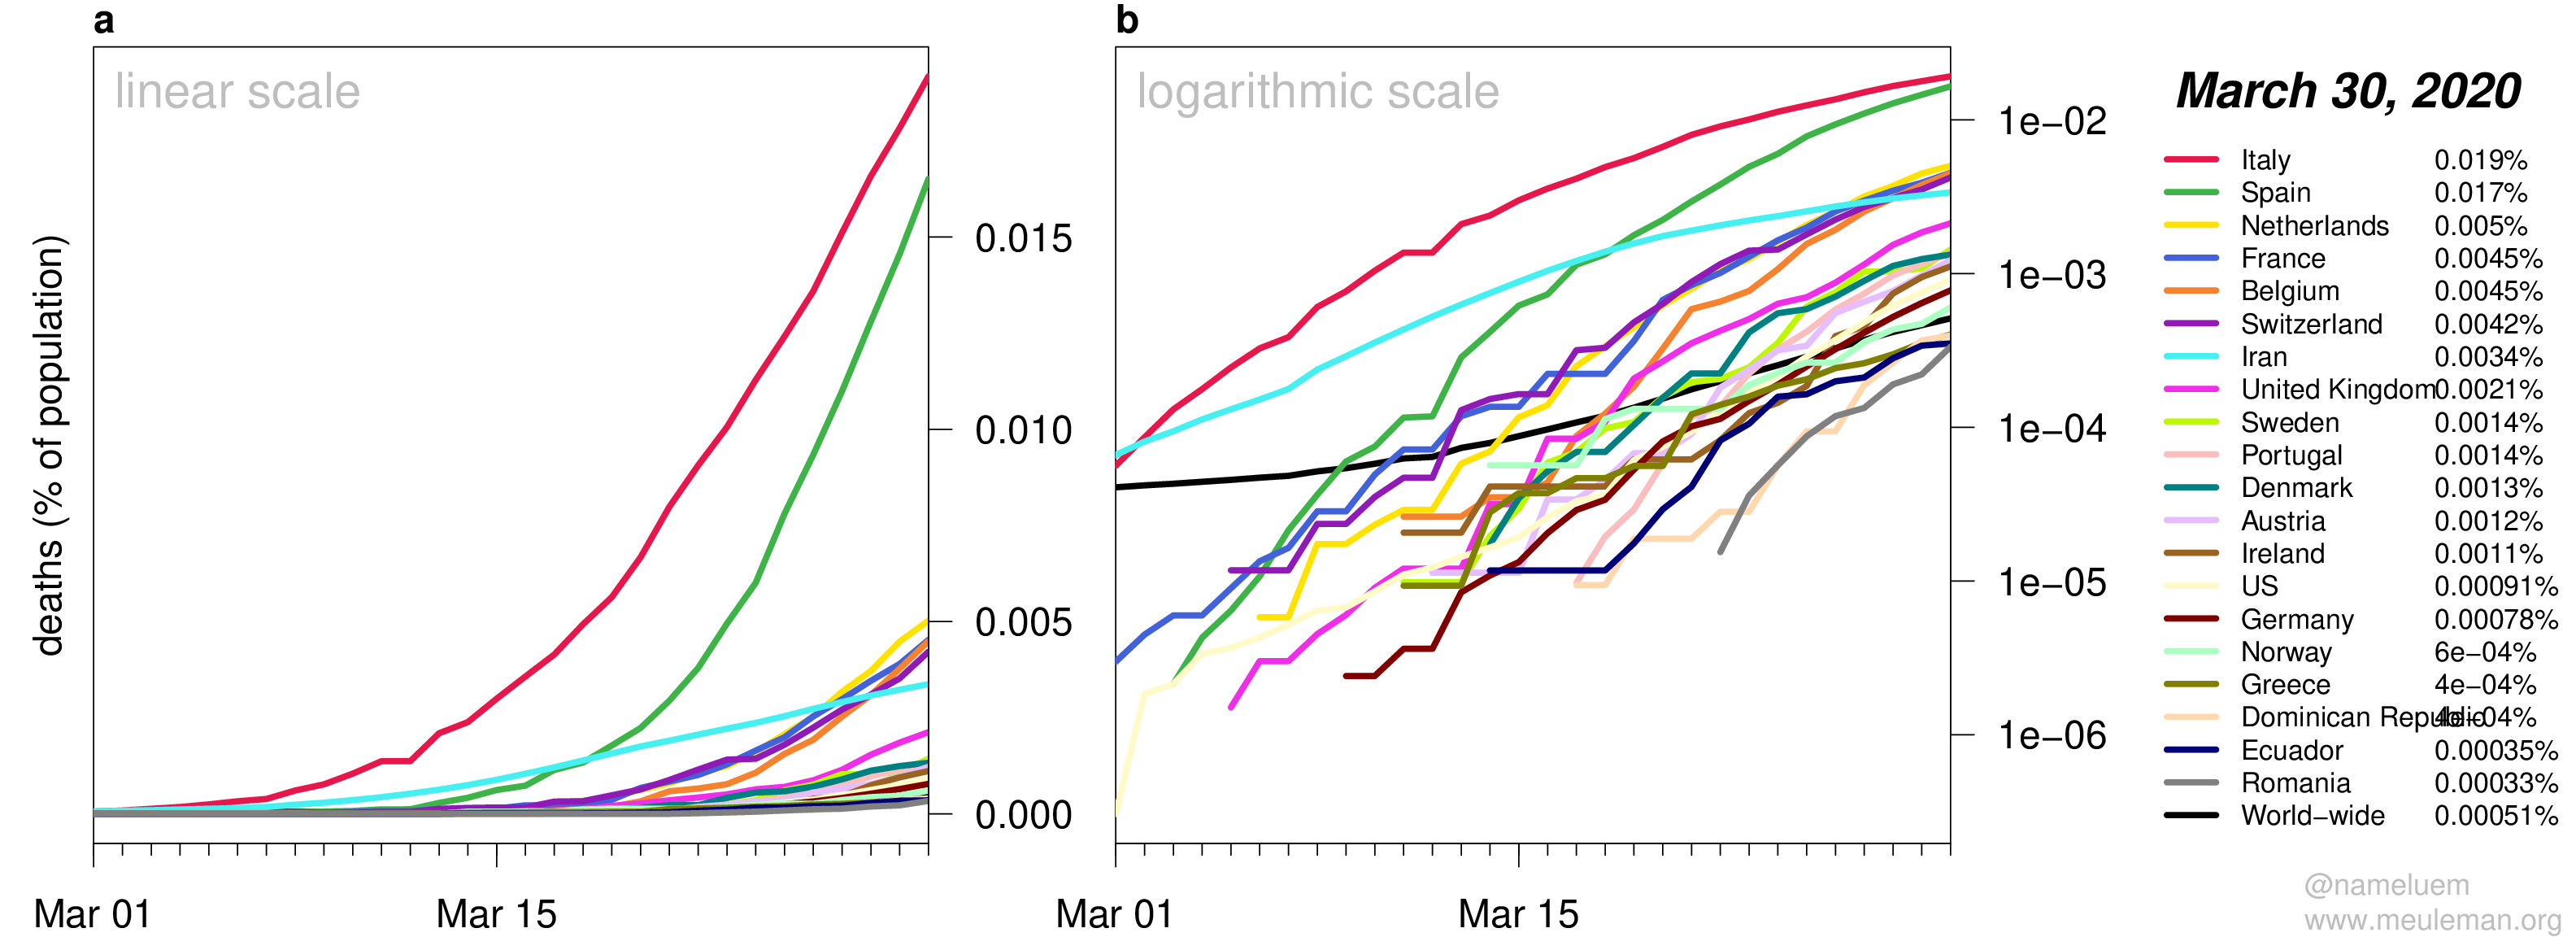 a
linear scale
deaths (% of population)
0.015
0.010
0.005
0.000
Mar 01
Mar 15
b
logarithmic scale
1e−02
1e−03
1e−04
1e−05
1e−06
Mar 01
Mar 15
March 30, 2020
Italy 0.019%
Spain 0.017%
Netherlands 0.005%
France 0.0045%
Belgium 0.0045%
Switzerland 0.0042%
Iran 0.0034%
United Kingdom 0.0021%
Sweden 0.0014%
Portugal 0.0014%
Denmark 0.0013%
Austria 0.0012%
Ireland 0.0011%
US 0.00091%
Germany 0.00078%
Norway 6e−04%
Greece 4e−04%
Dominican Republic 4e−04%
Ecuador 0.00035%
Romania 0.00033%
World−wide 0.00051%
@nameluem
www.meuleman.org